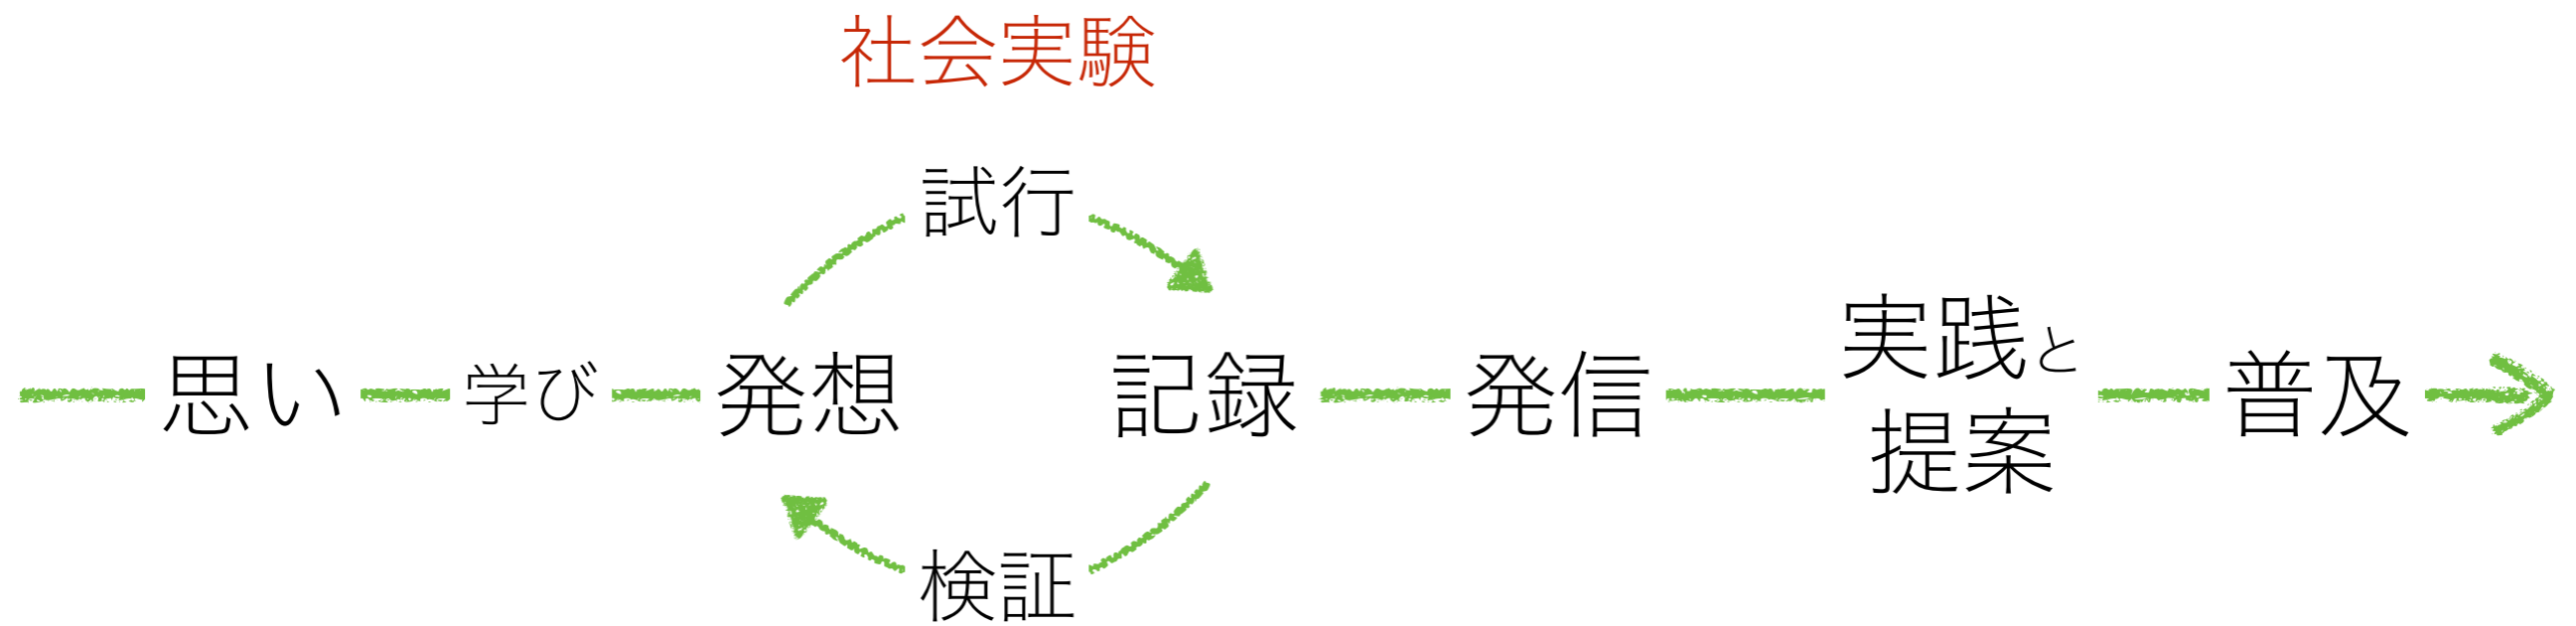 社会実験
試行
思い
学び
発想
記録
発信
実践と
提案
普及
検証